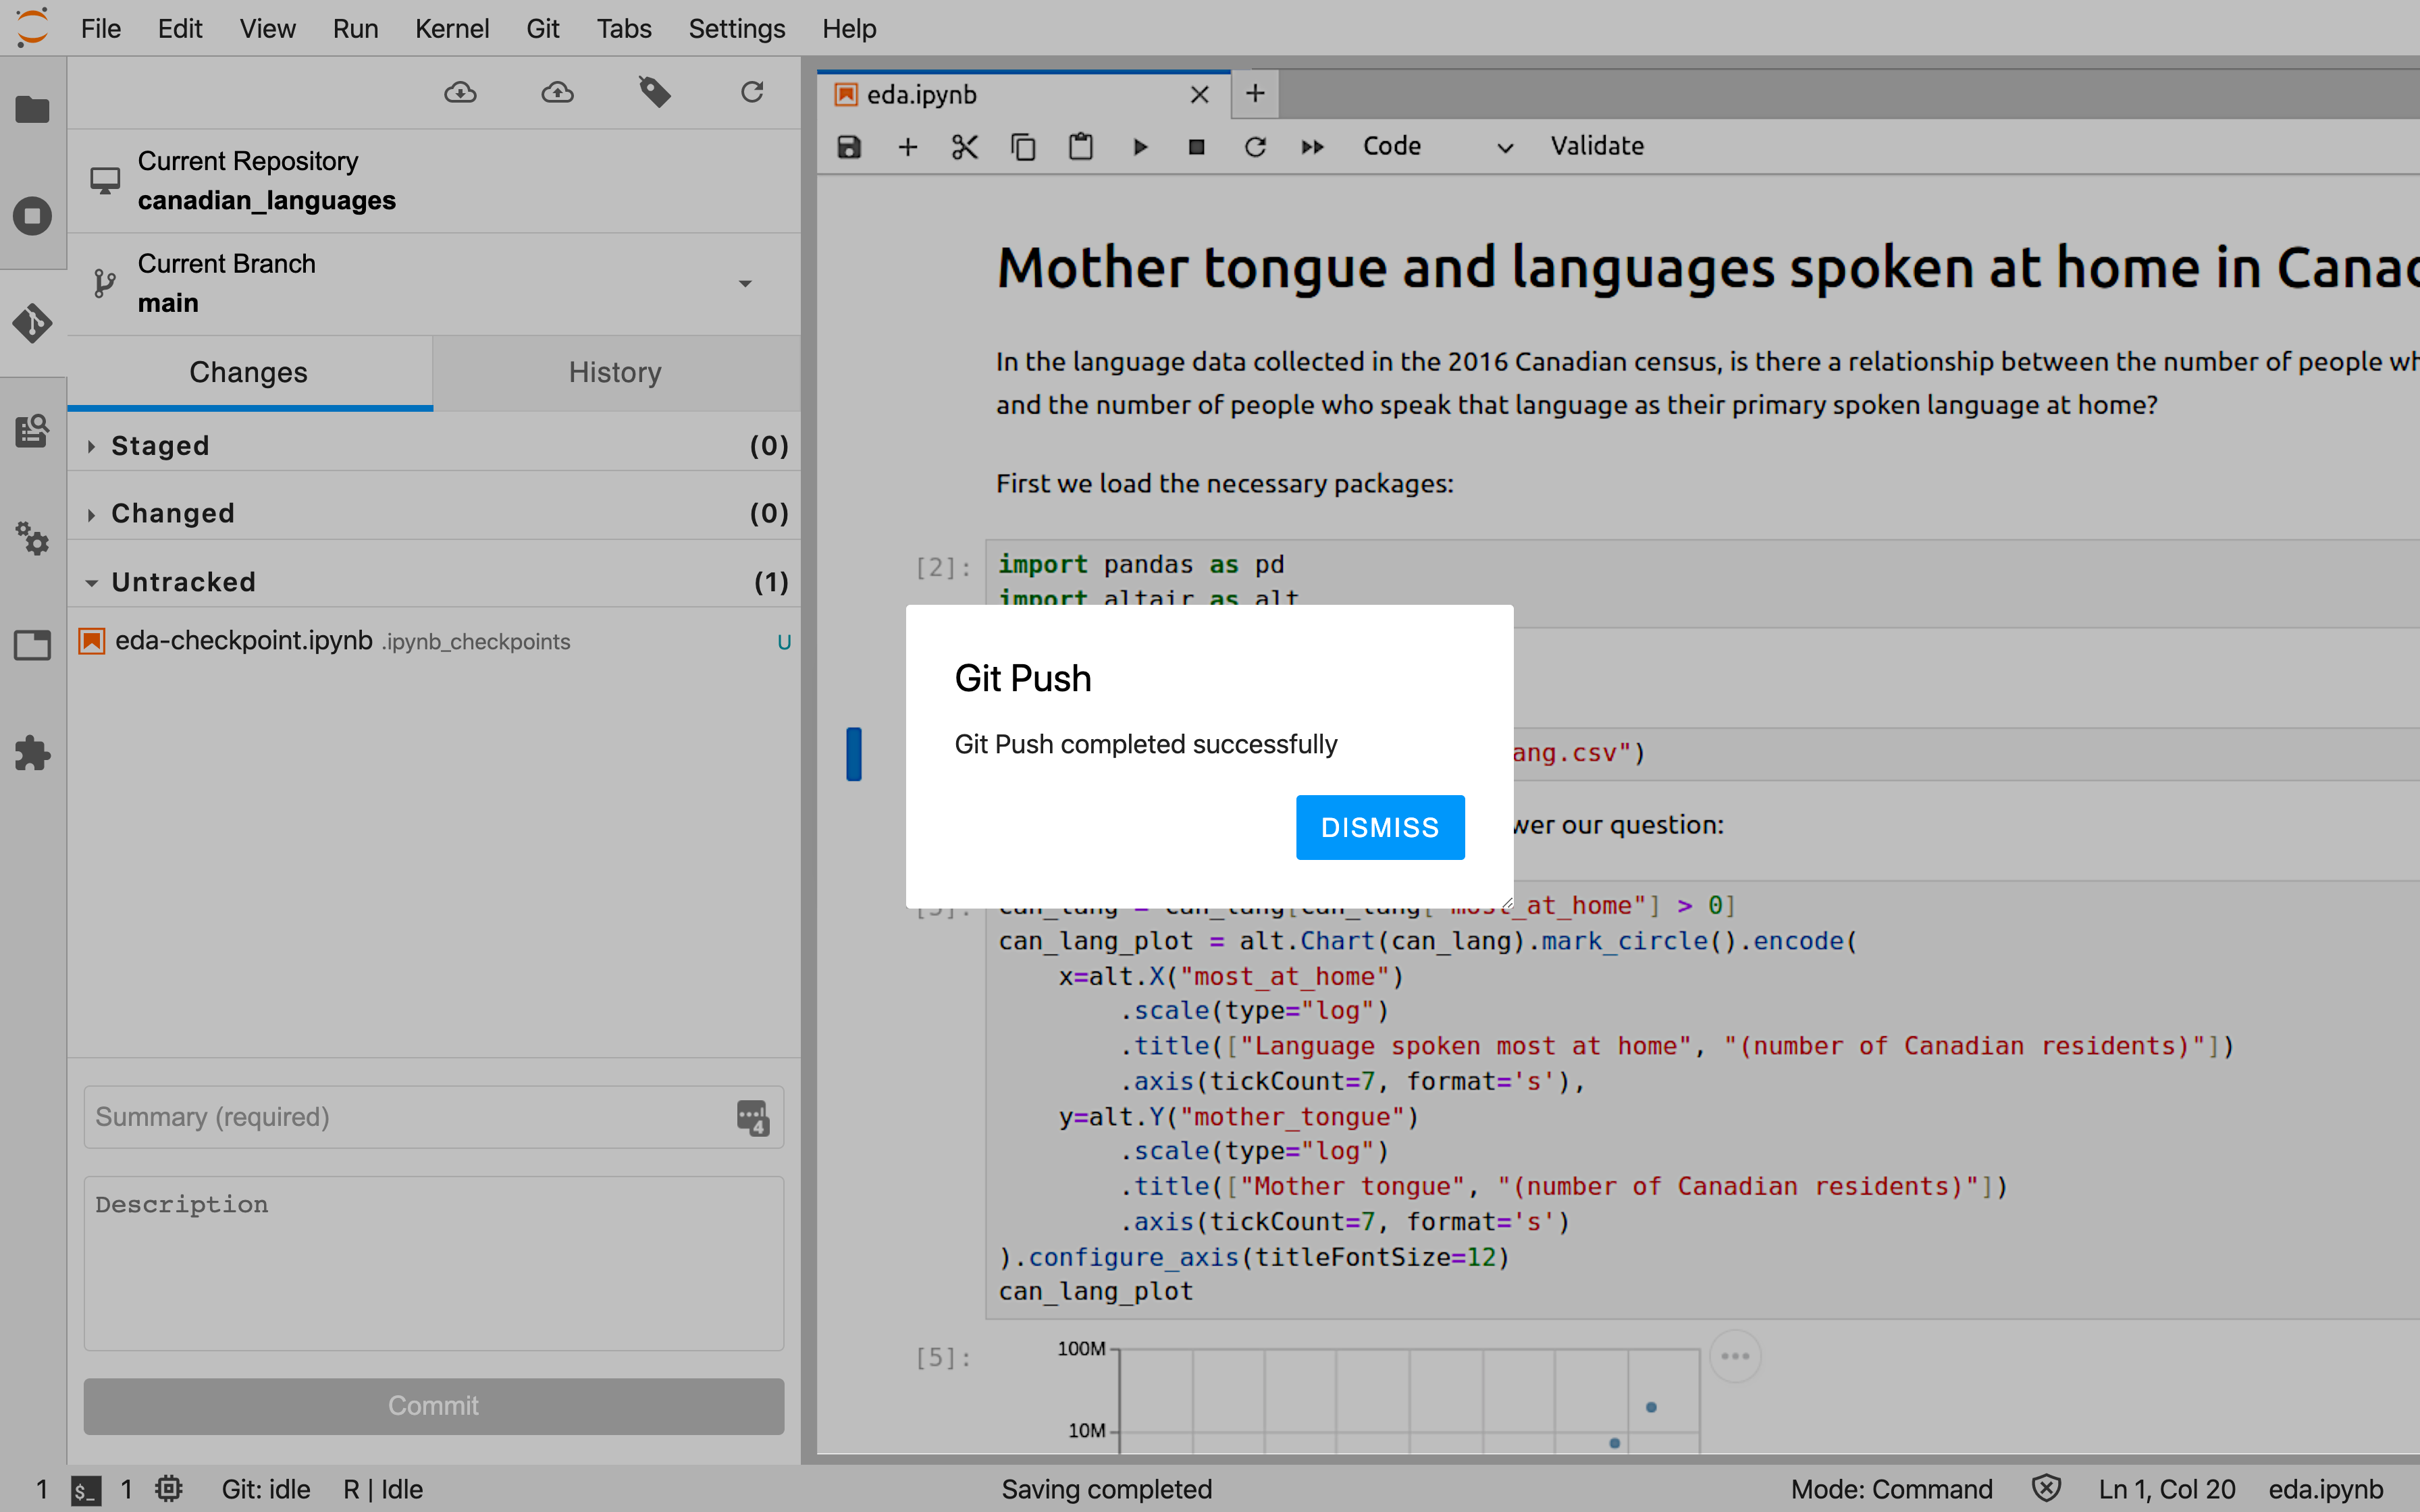 File Edit View Run Kernel Git Tabs Settings Help
Current Repository
canadian_languages
Current Branch
main
Changes History
Staged (0)
Changed (0)
Untracked (1)
eda-checkpoint.ipynb .ipynb_checkpoints U
Summary (required)
4
Description
Commit
eda.ipynb
Code Validate
Mother tongue and languages spoken at home in
In the language data collected in the 2016 Canadian census, is there a relationship between the number of people
and the number of people who speak that language as their primary spoken language at home?
First we load the necessary packages:
[2]: import pandas as pd
import altair as alt
Git Push
Git Push completed successfully
DISMISS
ang.csv")
wer our question:
can_lang = can_lang[can_lang["most_at_home"] > 0]
can_lang_plot = alt.Chart(can_lang).mark_circle().encode(
x=alt.X("most_at_home")
.scale(type="log")
.title(["Language spoken most at home", "(number of Canadian residents)"])
.axis(tickCount=7, format='s'),
y=alt.Y("mother_tongue")
.scale(type="log")
.title(["Mother tongue", "(number of Canadian residents)"])
.axis(tickCount=7, format='s')
).configure_axis(titleFontSize=12)
can_lang_plot
[5]:
100M
10M
1 $_ 1 Git: idle R | Idle Saving completed Mode: Command Ln 1, Col 20 eda.ipynb